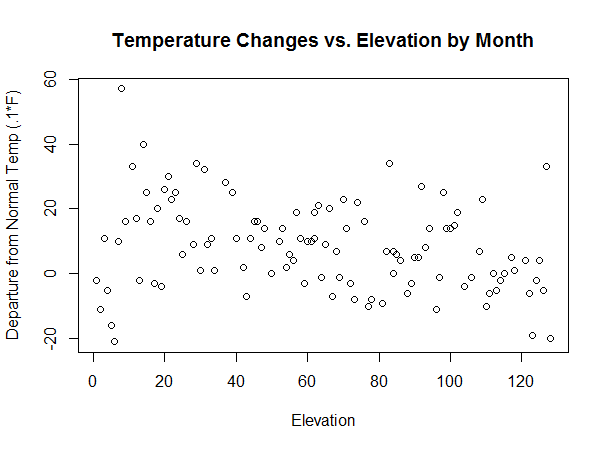 Temperature Changes vs. Elevation by Month
Departure from Normal Temp (.1*F)
60
40
20
0
-20
0 20 40 60 80 100 120
Elevation